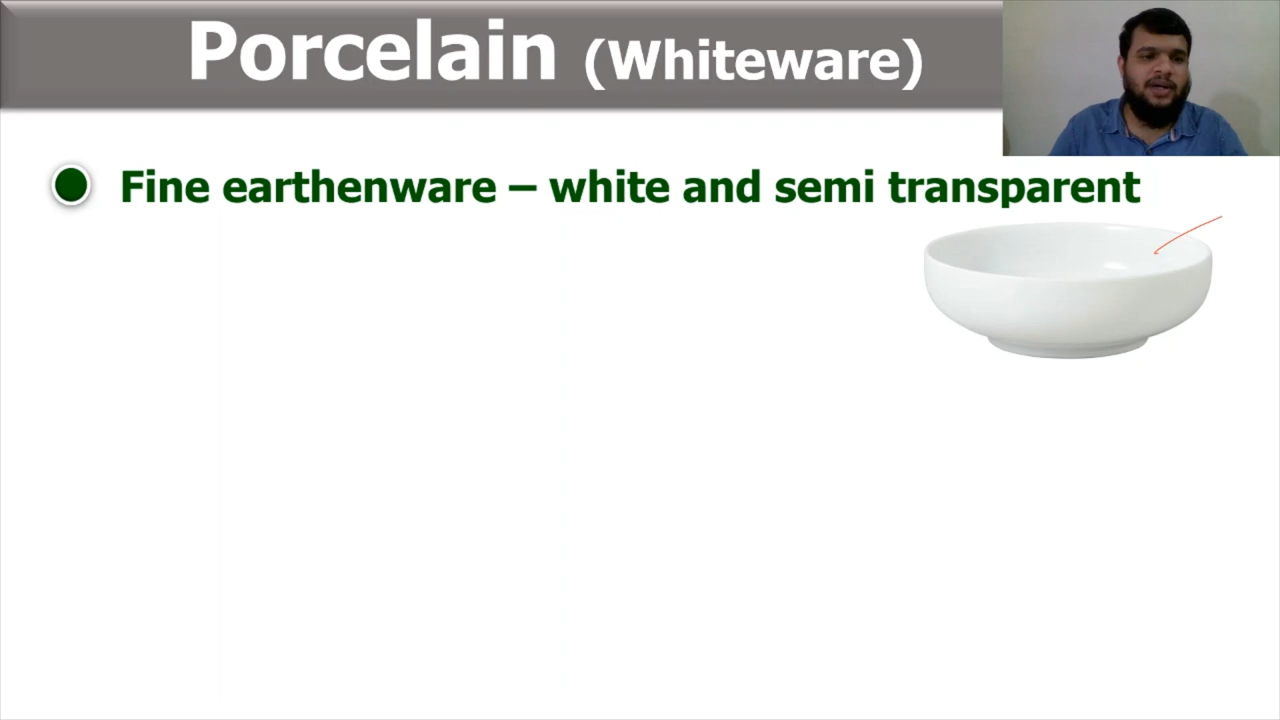 Porcelain (Whiteware)
Fine earthenware – white and semi transparent